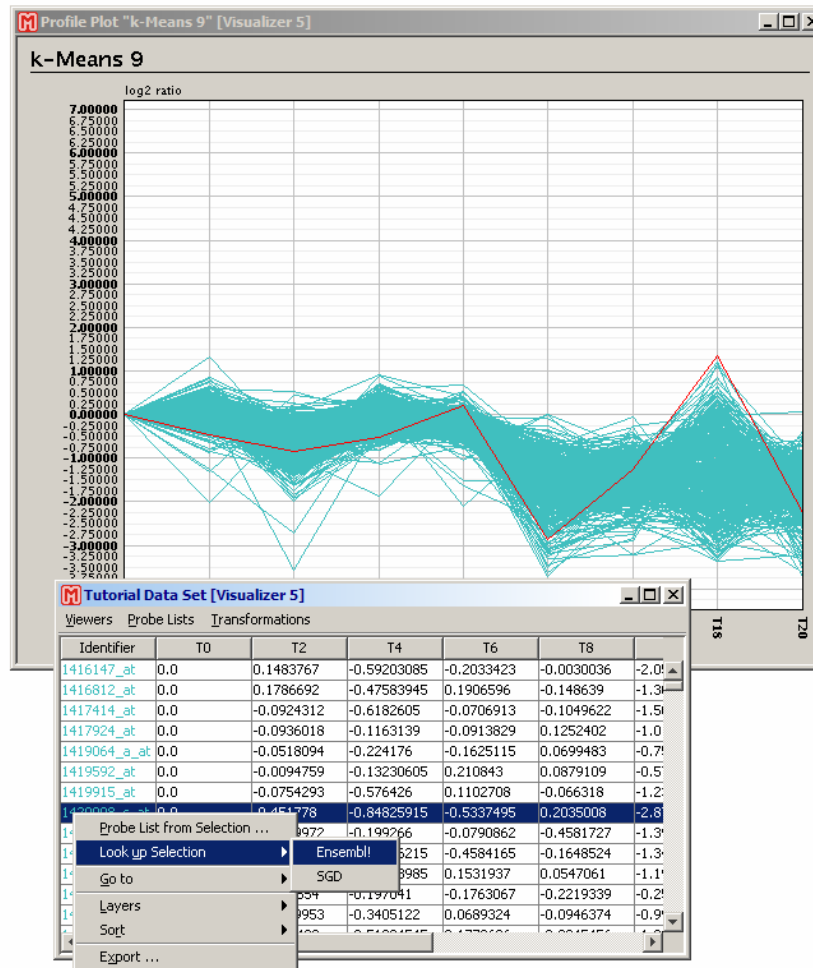 Profile Plot "k-Means 9" [Visualizer 5]
k-Means 9
log2 ratio
7.00000
6.75000
6.50000
6.25000
6.00000
5.75000
5.50000
5.25000
5.00000
4.75000
4.50000
4.25000
4.00000
3.75000
3.50000
3.25000
3.00000
2.75000
2.50000
2.25000
2.00000
1.75000
1.50000
1.25000
1.00000
0.75000
0.50000
0.25000
0.00000
-0.25000
-0.50000
-0.75000
-1.00000
-1.25000
-1.50000
-1.75000
-2.00000
-2.25000
-2.50000
-2.75000
-3.00000
-3.25000
-3.50000
T18 T20
Tutorial Data Set [Visualizer 5]
Viewers Probe Lists Transformations
Identifier T0 T2 T4 T6 T8
1416147_at 0.0 0.1483767 -0.59203085 -0.2033423 -0.0030036
1416812_at 0.0 0.1786692 -0.47583945 0.1906596 -0.148639
1417414_at 0.0 -0.0924312 -0.6182605 -0.0706913 -0.1049622
1417924_at 0.0 -0.0936018 -0.1163139 -0.0913829 0.1252402
1419064_a_at 0.0 -0.0518094 -0.224176 -0.1625115 0.0699483
1419592_at 0.0 -0.0094759 -0.13230605 0.210843 0.0879109
1419915_at 0.0 -0.0754293 -0.576426 0.1102708 -0.066318
-0.84825915 -0.5337495 0.2035008
-0.199266 -0.0790862 -0.4581727
-0.4584165 -0.1648524
0.1531937 0.0547061
-0.197041 -0.1763067 -0.2219339
-0.3405122 0.0689324 -0.0946374
Probe List from Selection ...
Look up Selection
Ensembl!
SGD
Go to
Layers
Sort
Export ...